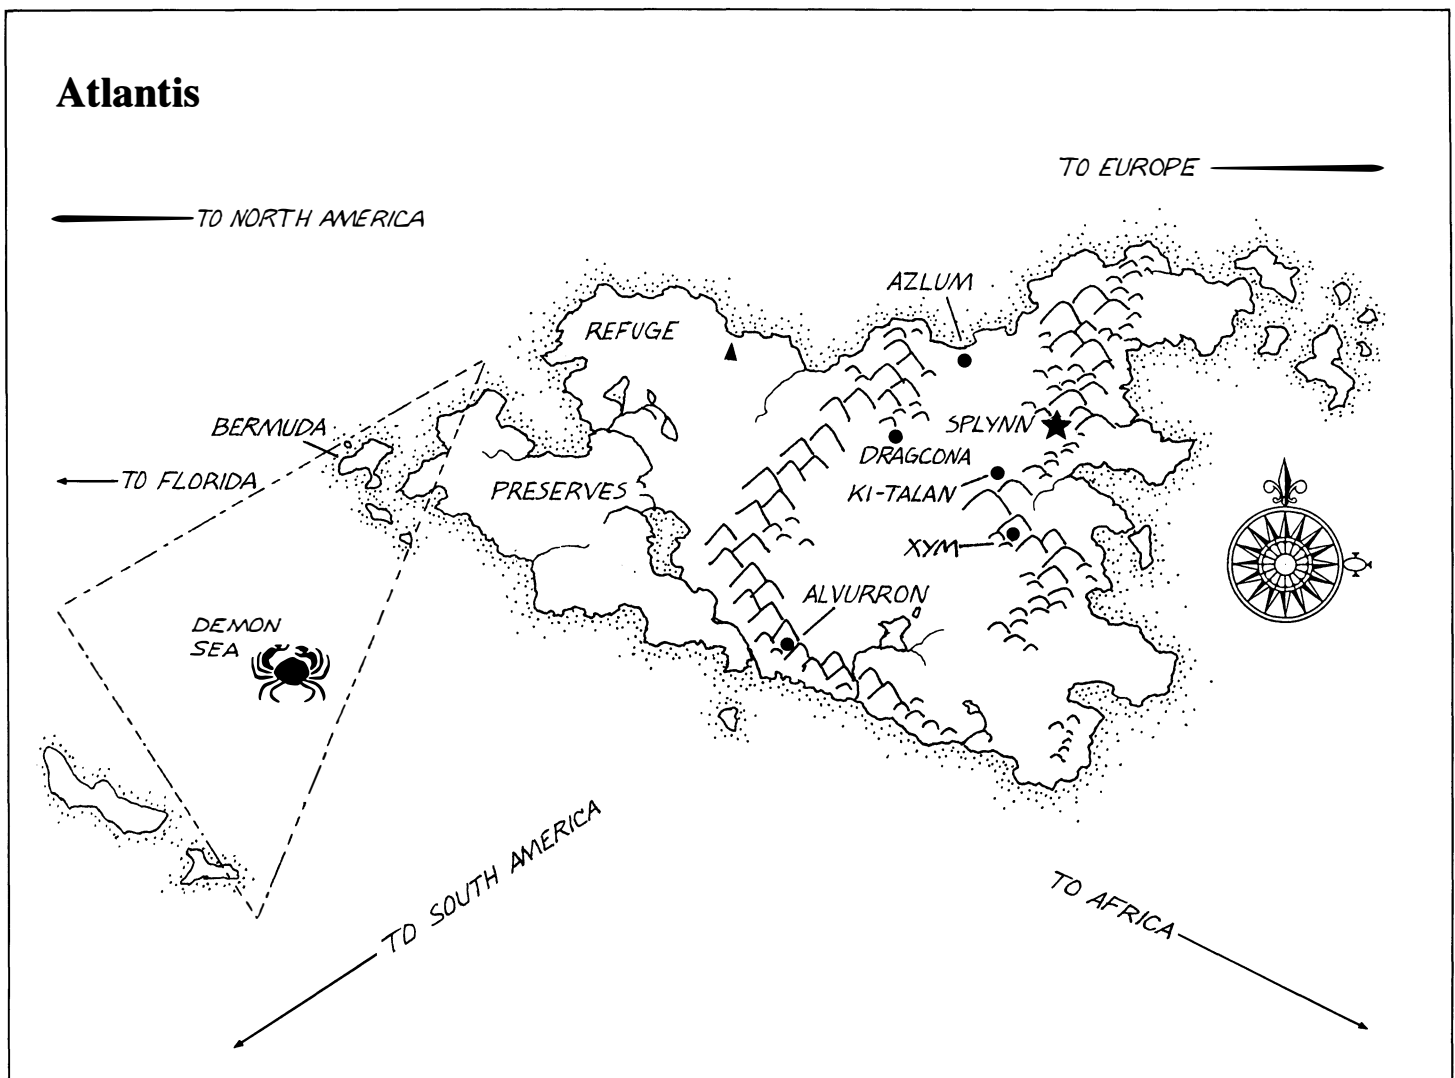 Atlantis
TO EUROPE
TO NORTH AMERICA
AZLUM
REFUGE
BERMUDA
SPLYNN
DRAGCONA
TO FLORIDA
PRESERVES
KI-TALAN
XYM
ALVURRON
DEMON
SEA
TO SOUTH AMERICA
TO AFRICA